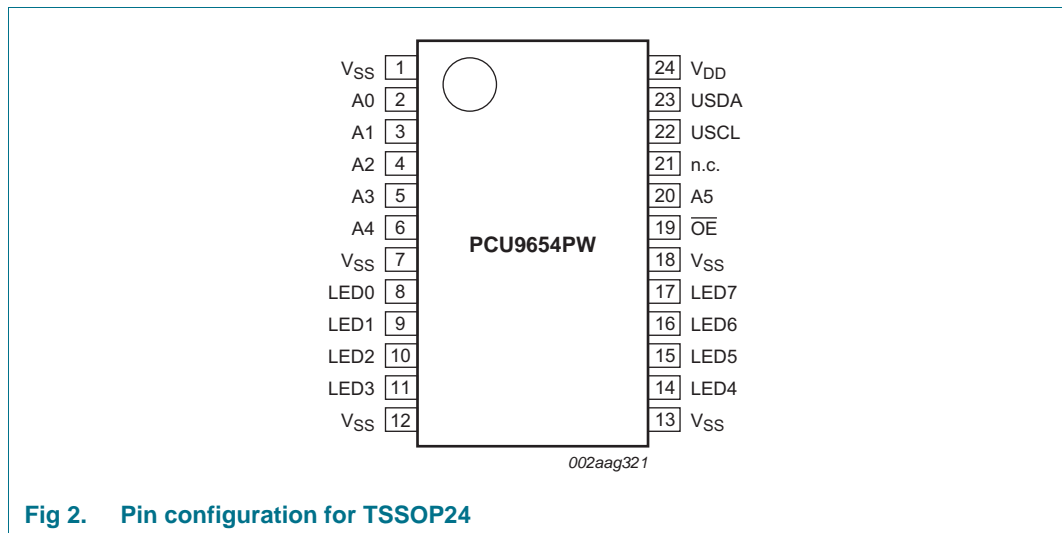 VSS 1
A0 2
A1 3
A2 4
A3 5
A4 6
VSS 7
LED0 8
LED1 9
LED2 10
LED3 11
VSS 12
PCU9654PW
24 VDD
23 USDA
22 USCL
21 n.c.
20 A5
19 O̅E̅
18 VSS
17 LED7
16 LED6
15 LED5
14 LED4
13 VSS
002aag321
Fig 2. Pin configuration for TSSOP24